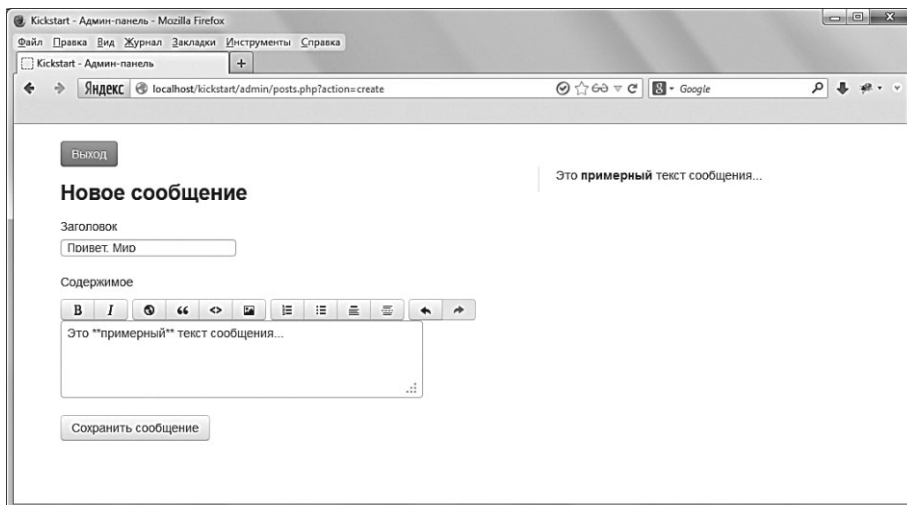 Kickstart - Админ-панель - Mozilla Firefox
Файл Правка Вид Журнал Закладки Инструменты Справка
Kickstart - Админ-панель +
Яндекс localhost/kickstart/admin/posts.php?action=create 8 - Google
Выход
Новое сообщение
Это примерный текст сообщения...
Заголовок
Привет, Мир
Содержимое
B I
Это **примерный** текст сообщения...
Сохранить сообщение